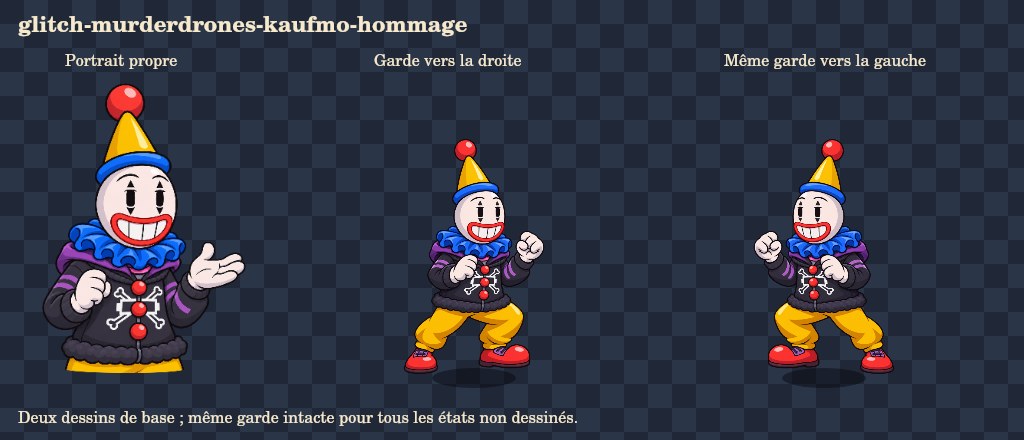 glitch-murderdrones-kaufmo-hommage
Portrait propre
Garde vers la droite
Même garde vers la gauche
Deux dessins de base ; même garde intacte pour tous les états non dessinés.